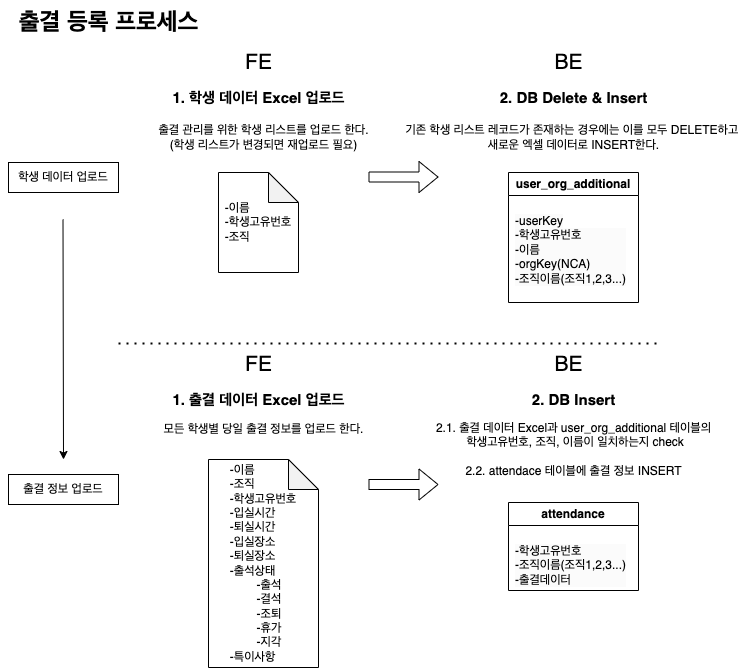 출결 등록 프로세스
FE
BE
1. 학생 데이터 Excel 업로드
2. DB Delete & Insert
출결 관리를 위한 학생 리스트를 업로드 한다.
(학생 리스트가 변경되면 재업로드 필요)
기존 학생 리스트 레코드가 존재하는 경우에는 이를 모두 DELETE하고
새로운 엑셀 데이터로 INSERT한다.
학생 데이터 업로드
-이름
-학생고유번호
-조직
user_org_additional
-userKey
-학생고유번호
-이름
-orgKey(NCA)
-조직이름(조직1,2,3...)
FE
BE
1. 출결 데이터 Excel 업로드
2. DB Insert
모든 학생별 당일 출결 정보를 업로드 한다.
2.1. 출결 데이터 Excel과 user_org_additional 테이블의
학생고유번호, 조직, 이름이 일치하는지 check
2.2. attendace 테이블에 출결 정보 INSERT
출결 정보 업로드
-이름
-조직
-학생고유번호
-입실시간
-퇴실시간
-입실장소
-퇴실장소
-출석상태
-출석
-결석
-조퇴
-휴가
-지각
-특이사항
attendance
-학생고유번호
-조직이름(조직1,2,3...)
-출결데이터